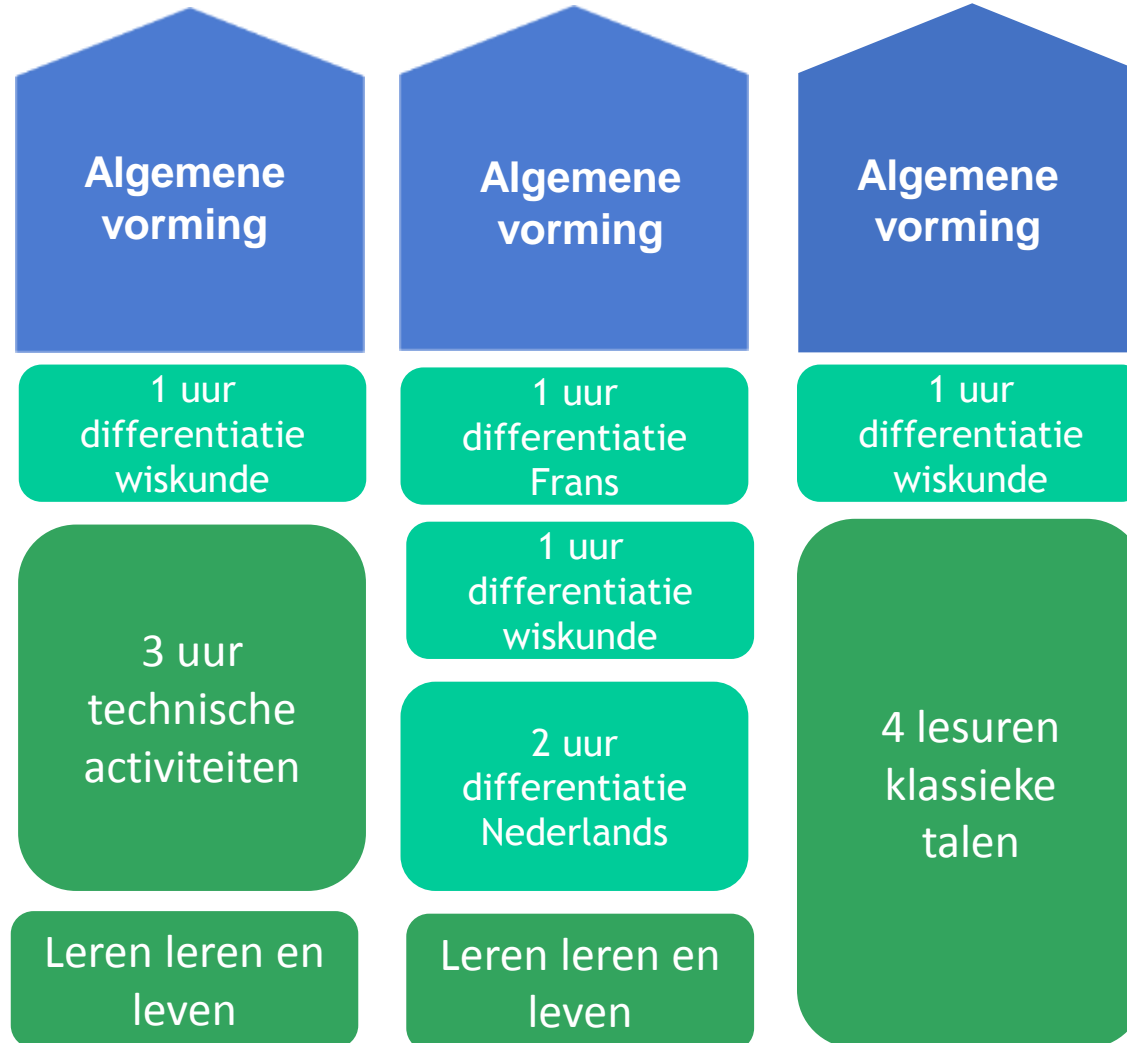 Algemene
vorming
1 uur
differentiatie
wiskunde
3 uur
technische
activiteiten
Leren leren en
leven
Algemene
vorming
1 uur
differentiatie
Frans
1 uur
differentiatie
wiskunde
2 uur
differentiatie
Nederlands
Leren leren en
leven
Algemene
vorming
1 uur
differentiatie
wiskunde
4 lesuren
klassieke
talen